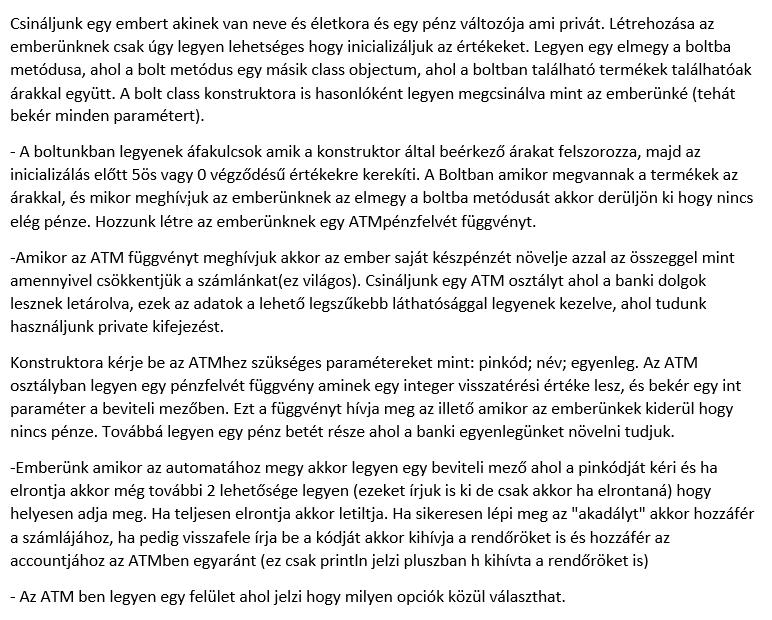 Csináljunk egy embert akinek van neve és életkora és egy pénz változója ami privát. Létrehozása az
emberünknek csak úgy legyen lehetséges hogy inicializáljuk az értékeket. Legyen egy elmegy a boltba
metódusa, ahol a bolt metódus egy másik class objectum, ahol a boltban található termékek találhatóak
árakkal együtt. A bolt class konstruktora is hasonlóként legyen megcsinálva mint az emberünké (tehát
bekér minden paramétert).
- A boltunkban legyenek áfakulcsok amik a konstruktor által beérkező árakat felszorozza, majd az
inicializálás előtt 5ös vagy 0 végződésű értékekre kerekíti. A Boltban amikor megvannak a termékek az
árakkal, és mikor meghívjuk az emberünknek az elmegy a boltba metódusát akkor derüljön ki hogy nincs
elég pénze. Hozzunk létre az emberünknek egy ATMpénzfelvét függvényt.
-Amikor az ATM függvényt meghívjuk akkor az ember saját készpénzét növelje azzal az összeggel mint
amennyivel csökkentjük a számlánkat(ez világos). Csináljunk egy ATM osztályt ahol a banki dolgok
lesznek letárolva, ezek az adatok a lehető legszűkebb láthatósággal legyenek kezelve, ahol tudunk
használjunk private kifejezést.
Konstruktora kérje be az ATMhez szükséges paramétereket mint: pinkód; név; egyenleg. Az ATM
osztályban legyen egy pénzfelvét függvény aminek egy integer visszatérési értéke lesz, és bekér egy int
paraméter a beviteli mezőben. Ezt a függvényt hívja meg az illető amikor az emberünkek kiderül hogy
nincs pénze. Továbbá legyen egy pénz betét része ahol a banki egyenlegünket növelni tudjuk.
-Emberünk amikor az automatához megy akkor legyen egy beviteli mező ahol a pinkódját kéri és ha
elrontja akkor még további 2 lehetősége legyen (ezeket írjuk is ki de csak akkor ha elrontaná) hogy
helyesen adja meg. Ha teljesen elrontja akkor letiltja. Ha sikeresen lépi meg az "akadályt" akkor hozzáfér
a számlájához, ha pedig visszafele írja be a kódját akkor kihívja a rendőröket is és hozzáfér az
accountjához az ATMben egyaránt (ez csak println jelzi pluszban h kihívta a rendőröket is)
- Az ATM ben legyen egy felület ahol jelzi hogy milyen opciók közül választhat.